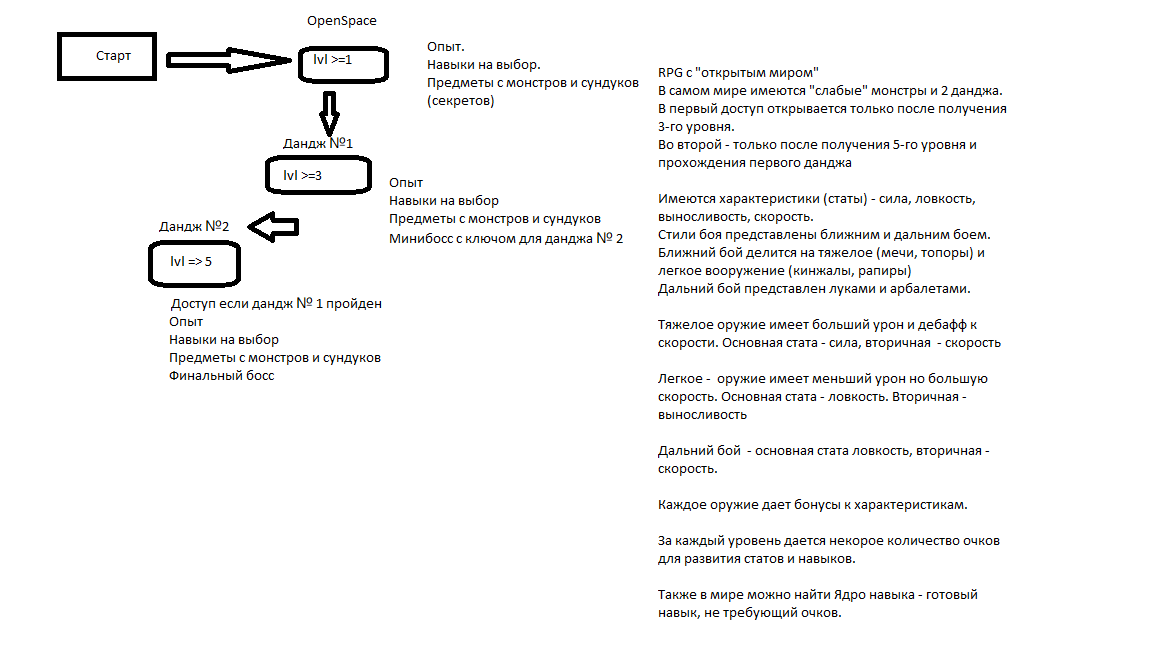 OpenSpace
Старт
lvl >=1
Опыт.
Навыки на выбор.
Предметы с монстров и сундуков
(секретов)
Дандж №1
lvl >=3
Опыт
Навыки на выбор
Предметы с монстров и сундуков
Минибосс с ключом для данджа № 2
Дандж №2
lvl => 5
Доступ если дандж № 1 пройден
Опыт
Навыки на выбор
Предметы с монстров и сундуков
Финальный босс
RPG с "открытым миром"
В самом мире имеются "слабые" монстры и 2 данджа.
В первый доступ открывается только после получения
3-го уровня.
Во второй - только после получения 5-го уровня и
прохождения первого данджа
Имеются характеристики (статы) - сила, ловкость,
выносливость, скорость.
Стили боя представлены ближним и дальним боем.
Ближний бой делится на тяжелое (мечи, топоры) и
легкое вооружение (кинжалы, рапиры)
Дальний бой представлен луками и арбалетами.
Тяжелое оружие имеет больший урон и дебафф к
скорости. Основная стата - сила, вторичная - скорость
Легкое - оружие имеет меньший урон но большую
скорость. Основная стата - ловкость. Вторичная -
выносливость
Дальний бой - основная стата ловкость, вторичная -
скорость.
Каждое оружие дает бонусы к характеристикам.
За каждый уровень дается некорое количество очков
для развития статов и навыков.
Также в мире можно найти Ядро навыка - готовый
навык, не требующий очков.